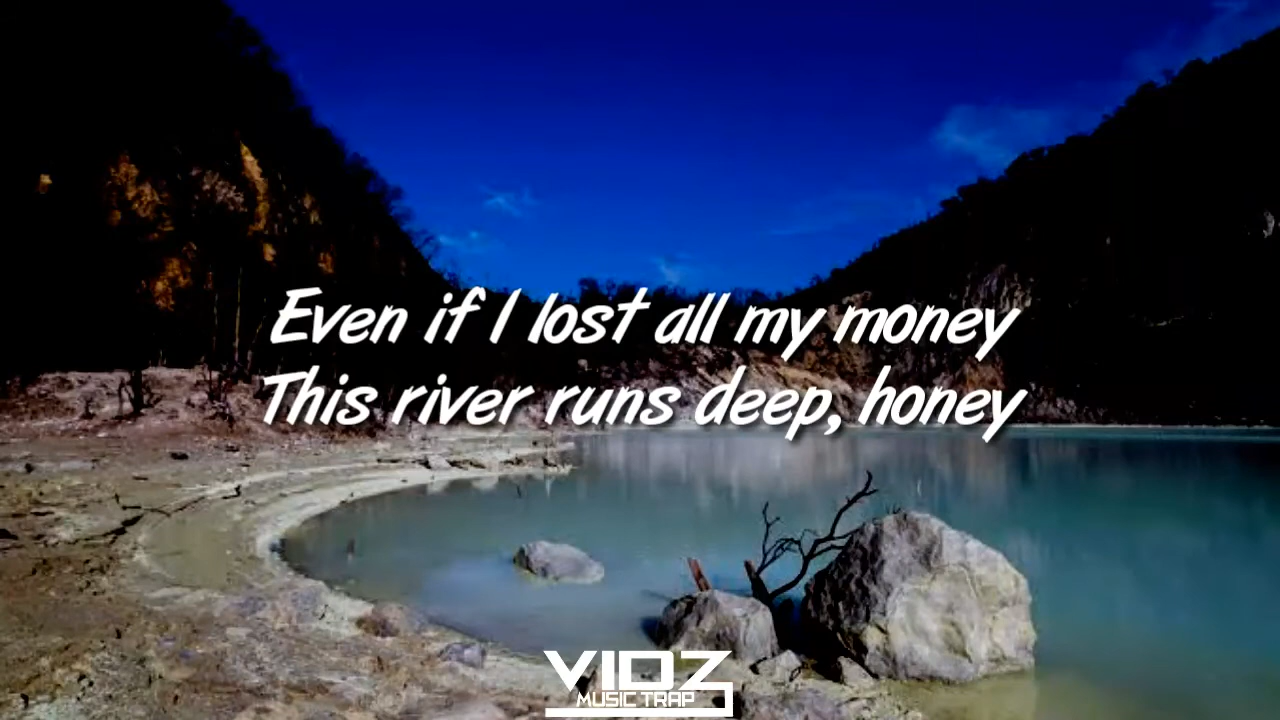 Even if I lost all my money
This river runs deep, honey
VIDZ
MUSIC TRAP